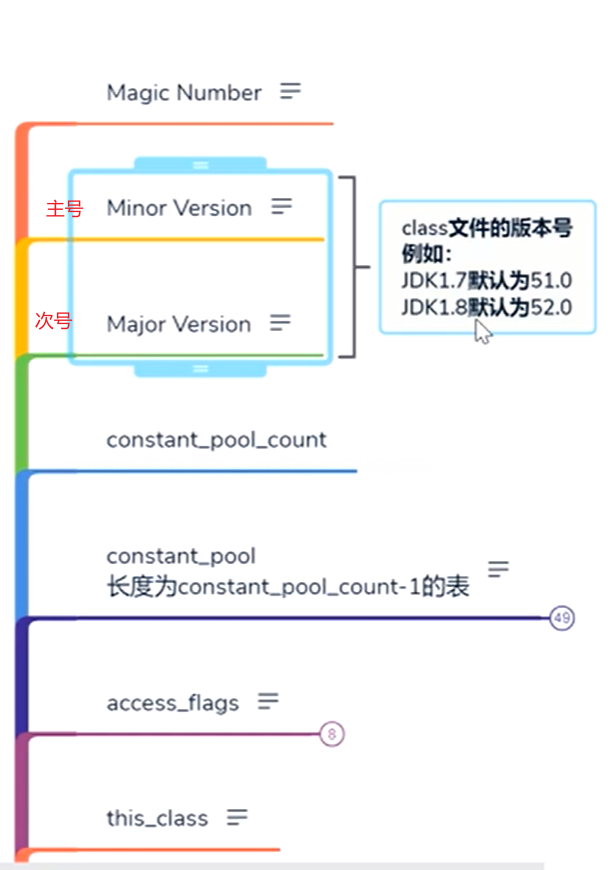 Magic Number
主号 Minor Version
次号 Major Version
class文件的版本号
例如：
JDK1.7默认为51.0
JDK1.8默认为52.0
constant_pool_count
constant_pool
长度为constant_pool_count-1的表
49
access_flags
8
this_class